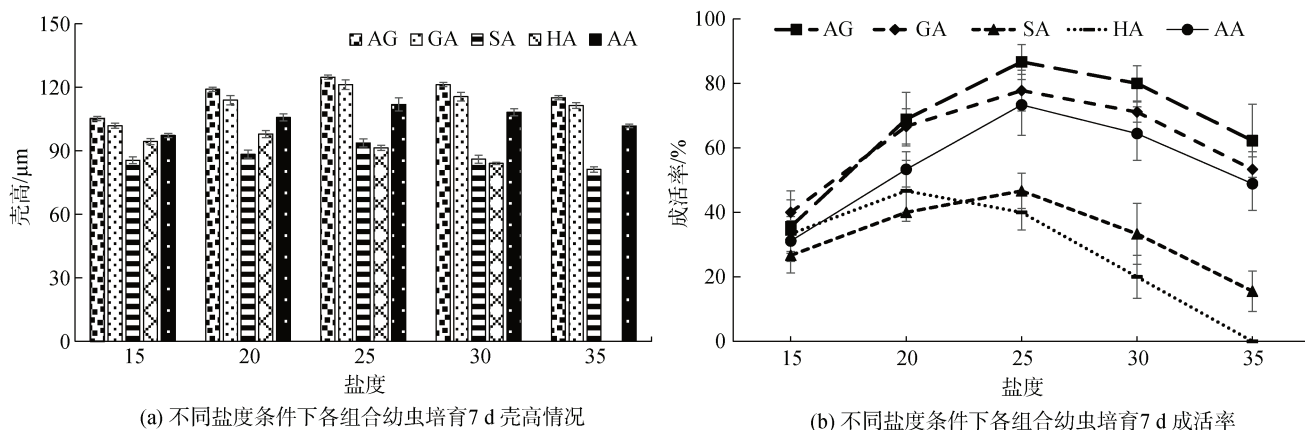 150
120
90
60
30
0
壳高/μm
AG GA SA HA AA
15 20 25 30 35
盐度
(a) 不同盐度条件下各组合幼虫培育7 d 壳高情况
100
80
60
40
20
0
成活率/%
AG GA SA HA AA
15 20 25 30 35
盐度
(b) 不同盐度条件下各组合幼虫培育7 d 成活率